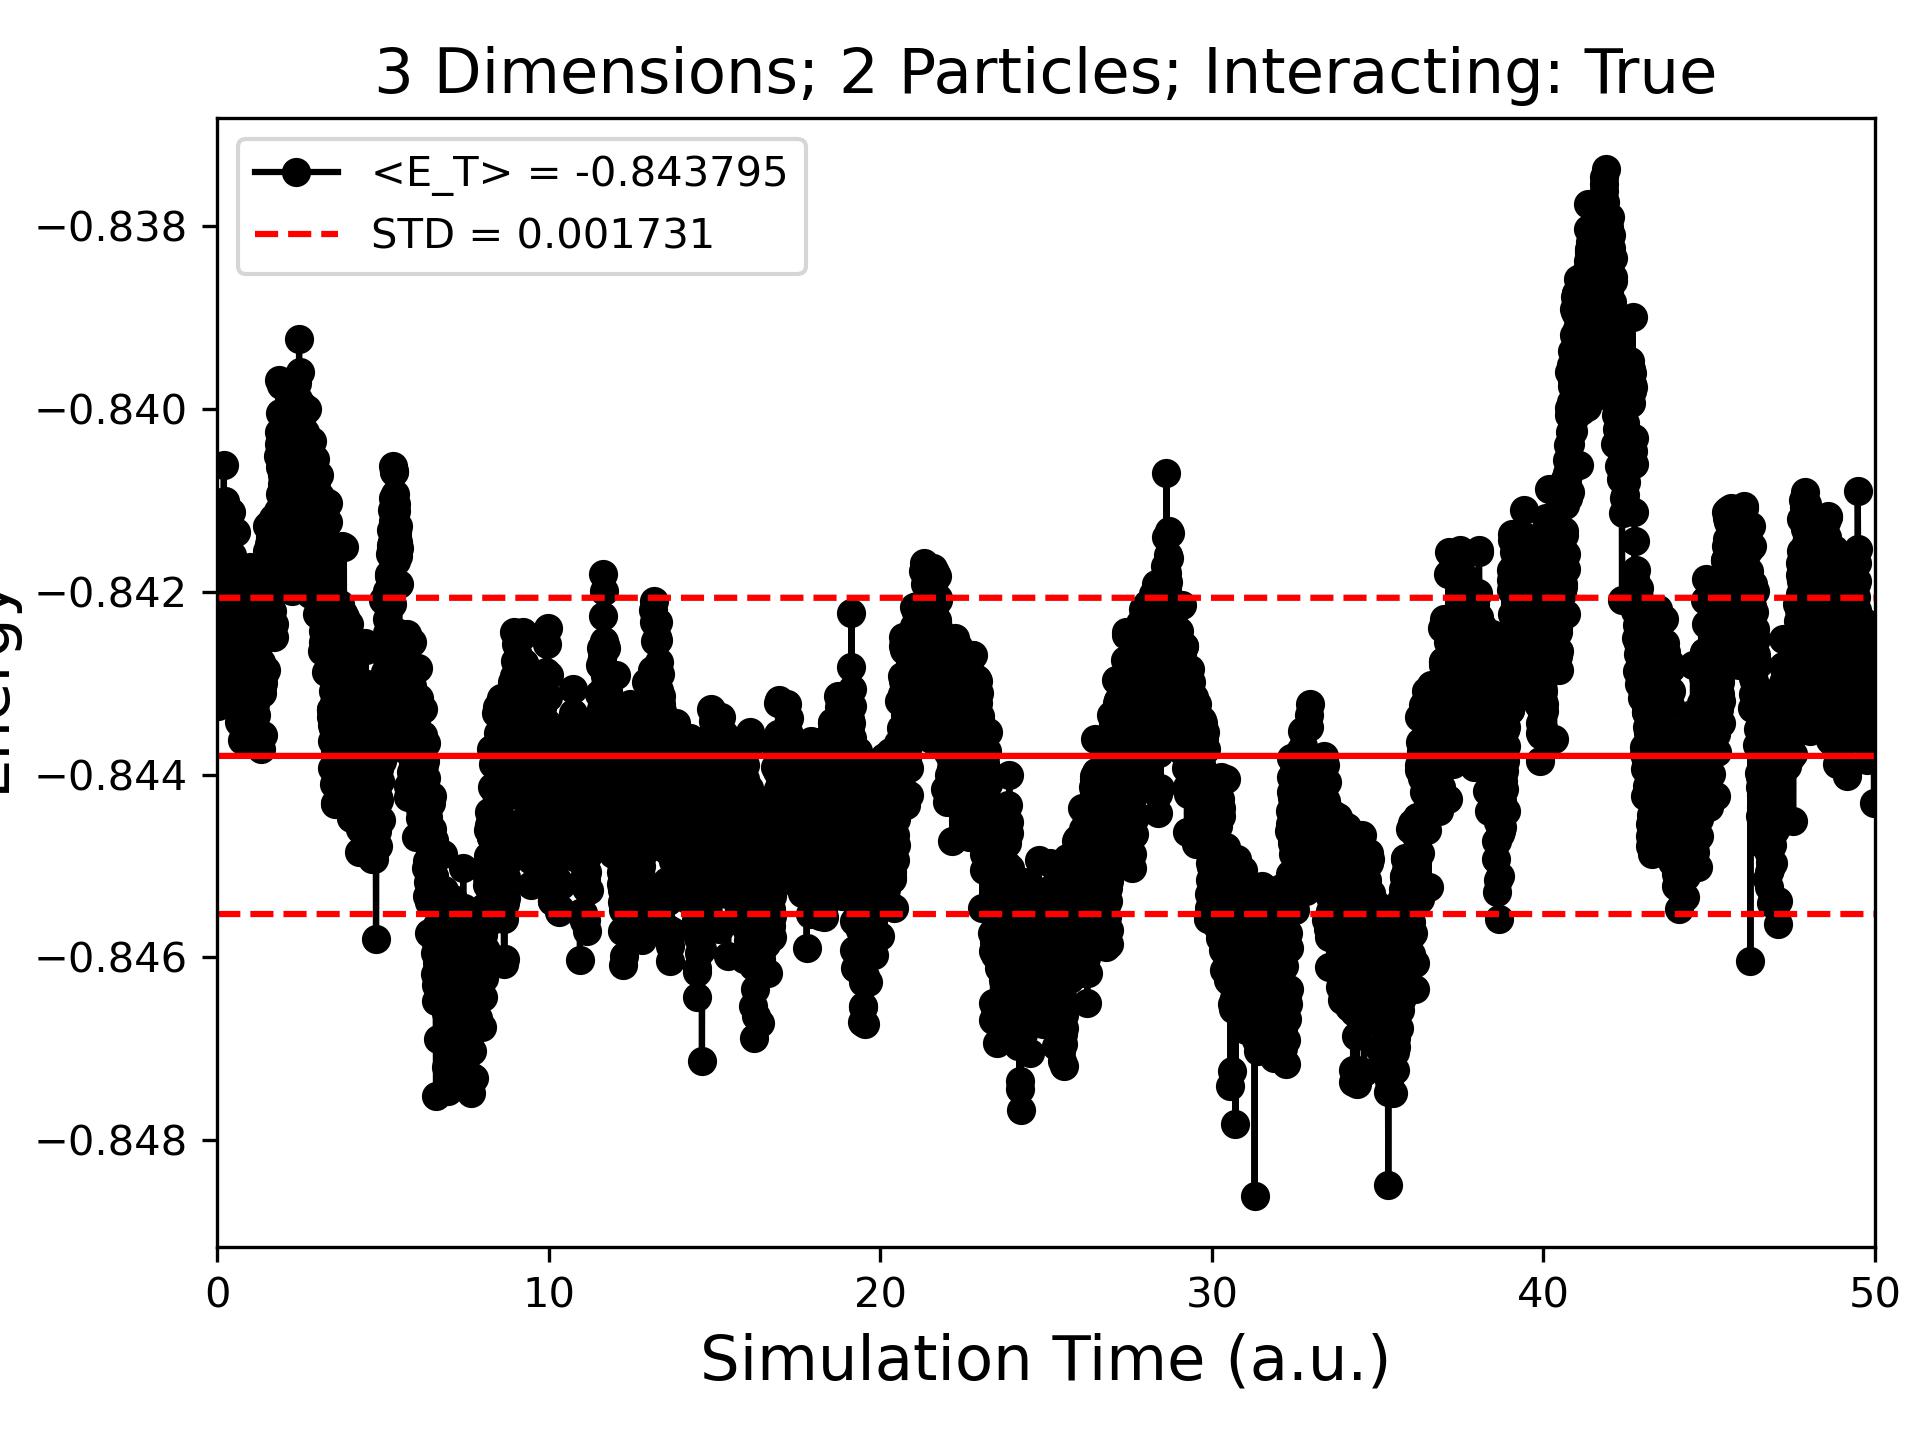 3 Dimensions; 2 Particles; Interacting: True
<E_T> = -0.843795
STD = 0.001731
−0.838
−0.840
−0.842
−0.844
−0.846
−0.848
Energy
0 10 20 30 40 50
Simulation Time (a.u.)